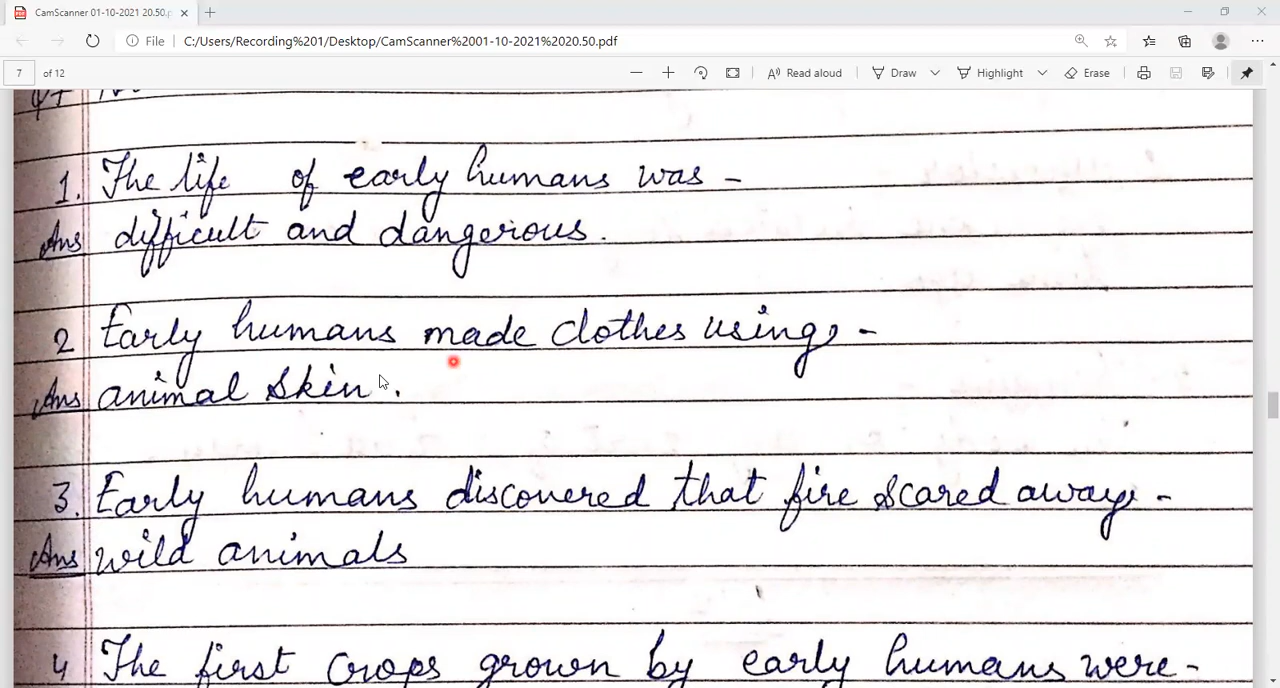 CamScanner 01-10-2021 20.50.p
File C:/Users/Recording%201/Desktop/CamScanner%2001-10-2021%2020.50.pdf
7 of 12 Read aloud Draw Highlight Erase
1. The life of early humans was -
Ans difficult and dangerous.
2 Early humans made clothes using -
Ans animal skin.
3. Early humans discovered that fire scared away -
Ans wild animals
4 The first crops grown by early humans were -